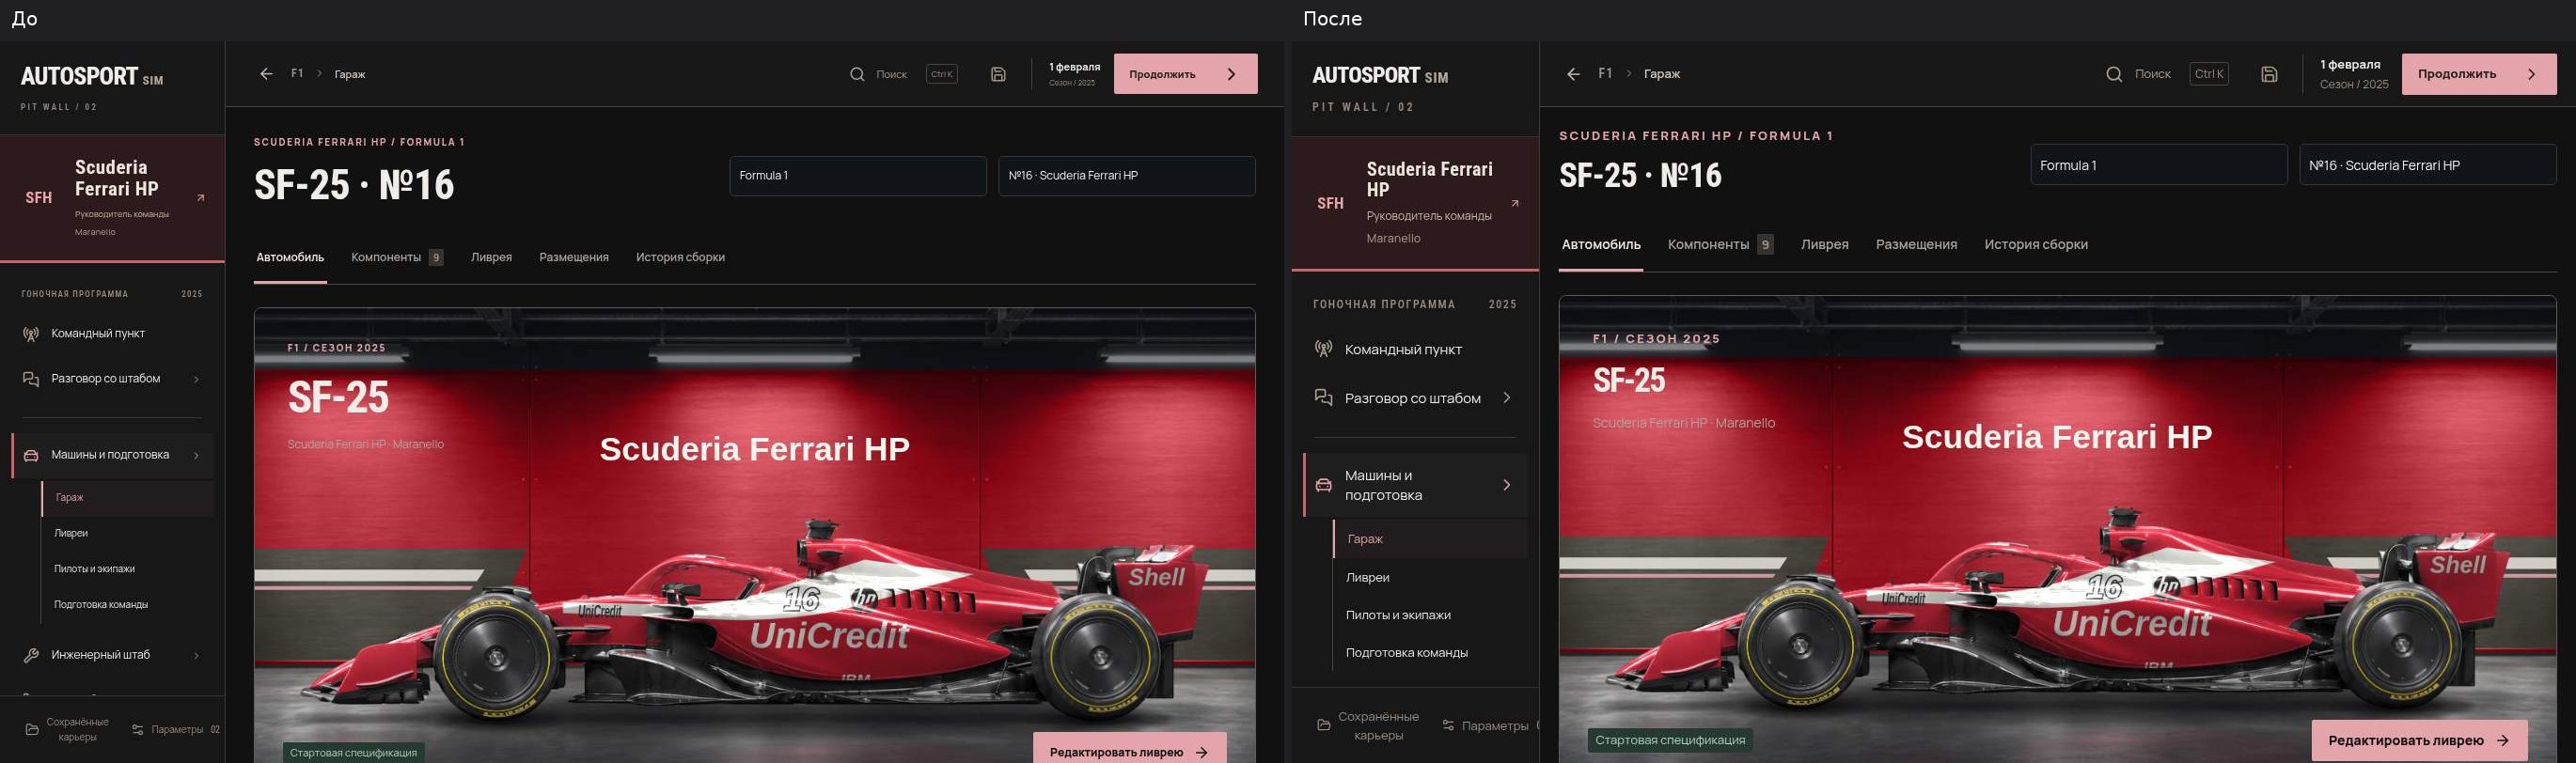 До
AUTOSPORT SIM
PIT WALL / 02
SFH
Scuderia
Ferrari HP
Руководитель команды
Maranello
ГОНОЧНАЯ ПРОГРАММА 2025
Командный пункт
Разговор со штабом
Машины и подготовка
Гараж
Ливреи
Пилоты и экипажи
Подготовка команды
Инженерный штаб
Сохранённые
карьеры
Параметры 02
F1 > Гараж
Поиск Ctrl K
1 февраля
Сезон / 2025
Продолжить
SCUDERIA FERRARI HP / FORMULA 1
SF-25 · №16
Formula 1
№16 · Scuderia Ferrari HP
Автомобиль Компоненты 9 Ливрея Размещения История сборки
F1 / СЕЗОН 2025
SF-25
Scuderia Ferrari HP · Maranello
Scuderia Ferrari HP
Shell
16 hp
UniCredit
UniCredit
IBM
Стартовая спецификация
Редактировать ливрею
После
AUTOSPORT SIM
PIT WALL / 02
SFH
Scuderia Ferrari
HP
Руководитель команды
Maranello
ГОНОЧНАЯ ПРОГРАММА 2025
Командный пункт
Разговор со штабом
Машины и
подготовка
Гараж
Ливреи
Пилоты и экипажи
Подготовка команды
Сохранённые
карьеры
Параметры
F1 > Гараж
Поиск Ctrl K
1 февраля
Сезон / 2025
Продолжить
SCUDERIA FERRARI HP / FORMULA 1
SF-25 · №16
Formula 1
№16 · Scuderia Ferrari HP
Автомобиль Компоненты 9 Ливрея Размещения История сборки
F1 / СЕЗОН 2025
SF-25
Scuderia Ferrari HP · Maranello
Scuderia Ferrari HP
Shell
16 hp
UniCredit
UniCredit
IBM
Стартовая спецификация
Редактировать ливрею